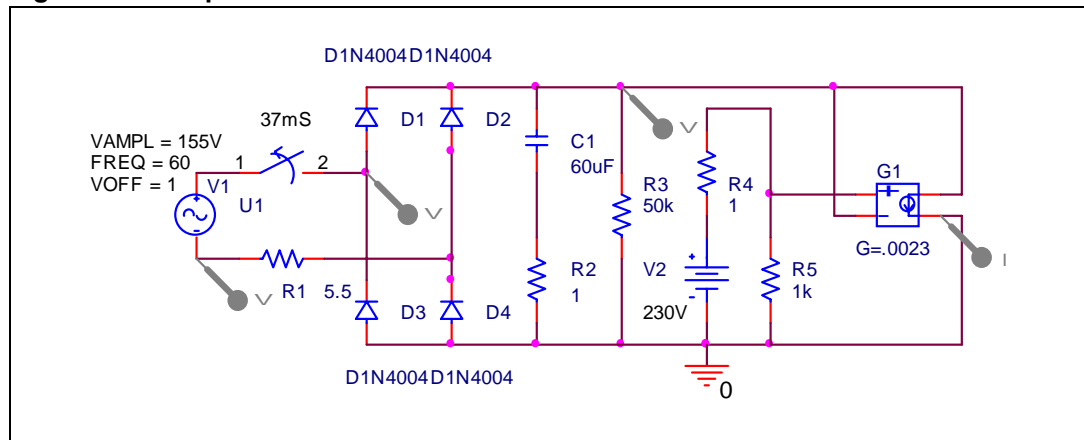 D1N4004D1N4004
37mS
D1
D2
VAMPL = 155V
FREQ = 60
VOFF = 1
1
2
V1
U1
C1
60uF
V
V
R3
50k
R4
1
G1
G=.0023
R2
1
V2
230V
R5
1k
I
R1
5.5
V
D3
D4
D1N4004D1N4004
0